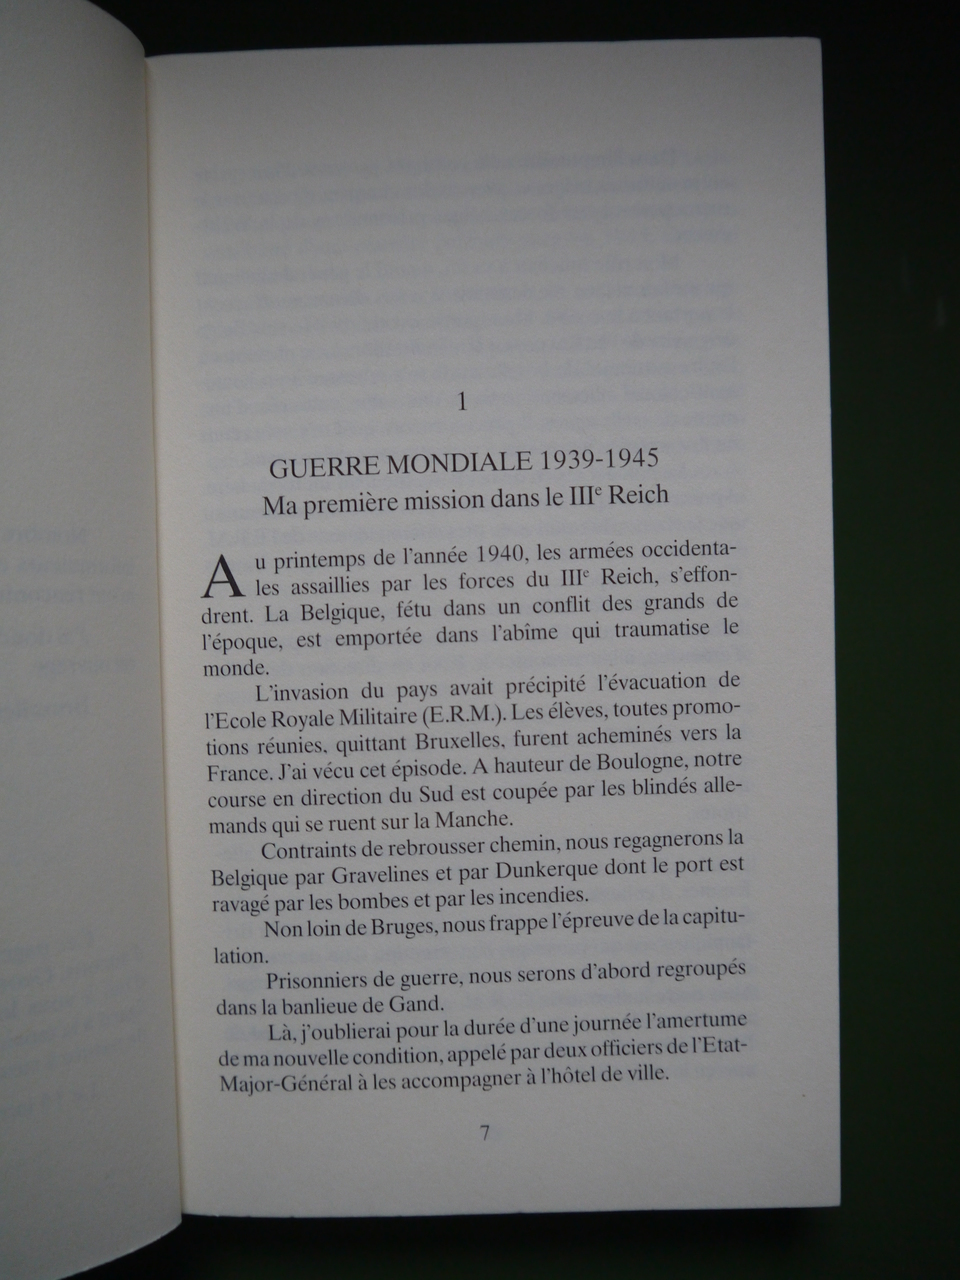 1
GUERRE MONDIALE 1939-1945
Ma première mission dans le IIIe Reich
Au printemps de l'année 1940, les armées occidenta-
les assaillies par les forces du IIIe Reich, s'effon-
drent. La Belgique, fétu dans un conflit des grands de
l'époque, est emportée dans l'abîme qui traumatise le
monde.
L'invasion du pays avait précipité l'évacuation de
l'Ecole Royale Militaire (E.R.M.). Les élèves, toutes promo-
tions réunies, quittant Bruxelles, furent acheminés vers la
France. J'ai vécu cet épisode. A hauteur de Boulogne, notre
course en direction du Sud est coupée par les blindés alle-
mands qui se ruent sur la Manche.
Contraints de rebrousser chemin, nous regagnerons la
Belgique par Gravelines et par Dunkerque dont le port est
ravagé par les bombes et par les incendies.
Non loin de Bruges, nous frappe l'épreuve de la capitu-
lation.
Prisonniers de guerre, nous serons d'abord regroupés
dans la banlieue de Gand.
Là, j'oublierai pour la durée d'une journée l'amertume
de ma nouvelle condition, appelé par deux officiers de l'Etat-
Major-Général à les accompagner à l'hôtel de ville.
7